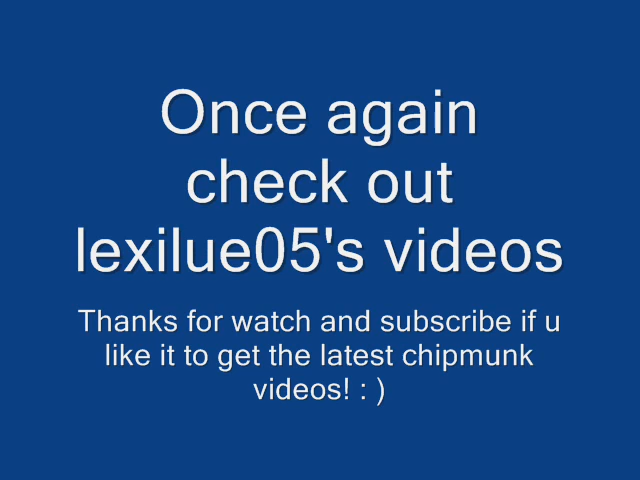 Once again
check out
lexilue05's videos
Thanks for watch and subscribe if u
like it to get the latest chipmunk
videos! : )